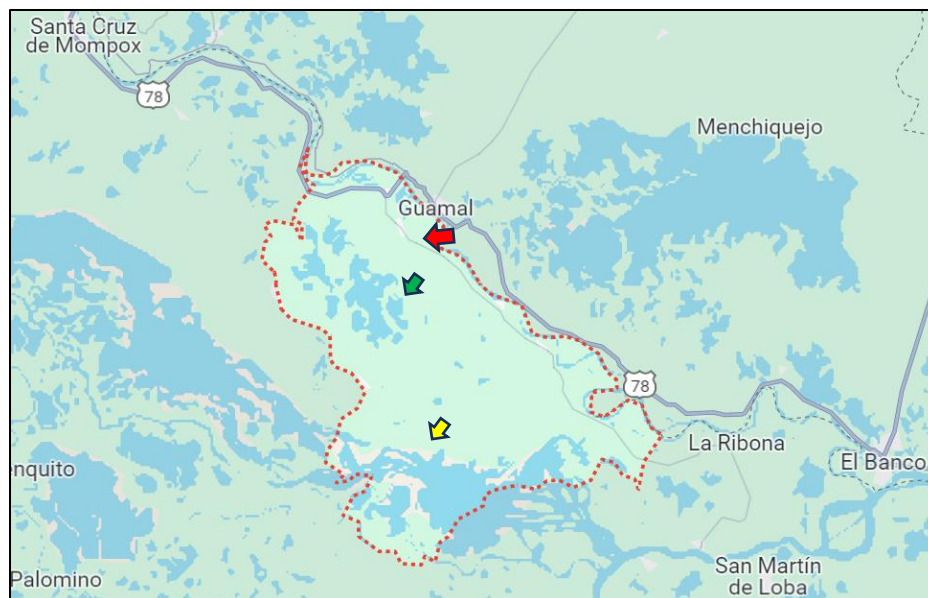 Santa Cruz
de Mompox
78
Menchiquejo
Guamal
78
La Ribona
El Banco
enquito
San Martín
de Loba
Palomino